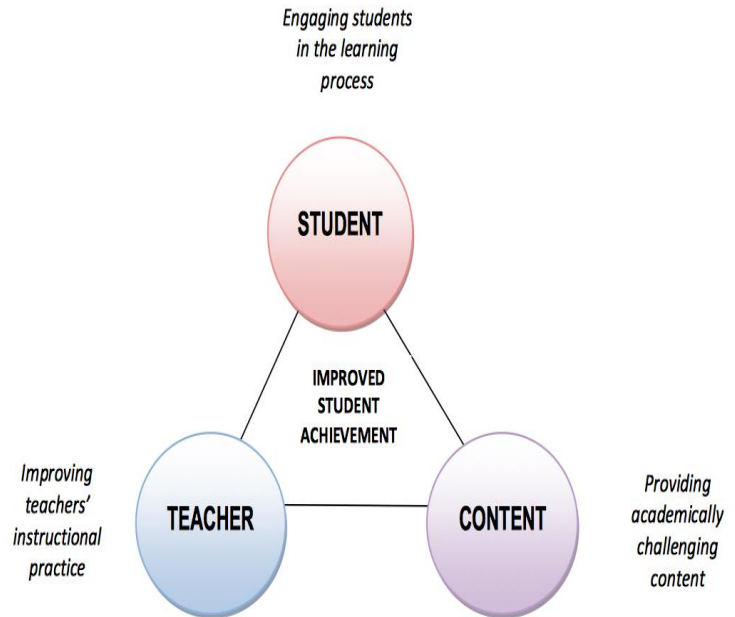 Engaging students
in the learning
process
STUDENT
IMPROVED
STUDENT
ACHIEVEMENT
Improving
teachers’
instructional
practice
TEACHER
CONTENT
Providing
academically
challenging
content